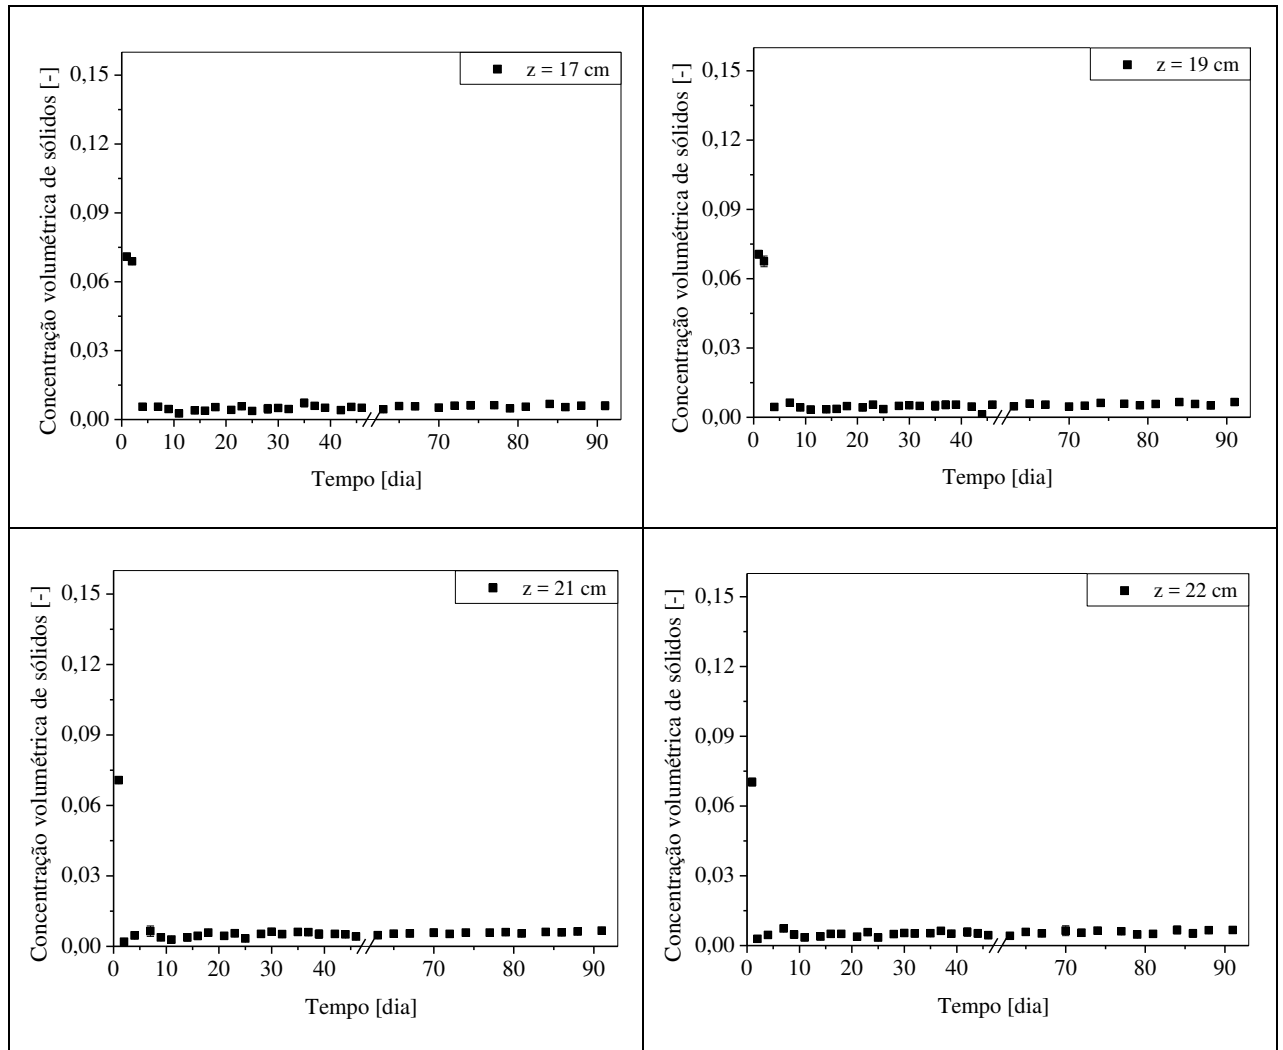 z = 17 cm
Concentração volumétrica de sólidos [-]
0,15
0,12
0,09
0,06
0,03
0,00
0 10 20 30 40 70 80 90
Tempo [dia]
z = 19 cm
Concentração volumétrica de sólidos [-]
0,15
0,12
0,09
0,06
0,03
0,00
0 10 20 30 40 70 80 90
Tempo [dia]
z = 21 cm
Concentração volumétrica de sólidos [-]
0,15
0,12
0,09
0,06
0,03
0,00
0 10 20 30 40 70 80 90
Tempo [dia]
z = 22 cm
Concentração volumétrica de sólidos [-]
0,15
0,12
0,09
0,06
0,03
0,00
0 10 20 30 40 70 80 90
Tempo [dia]